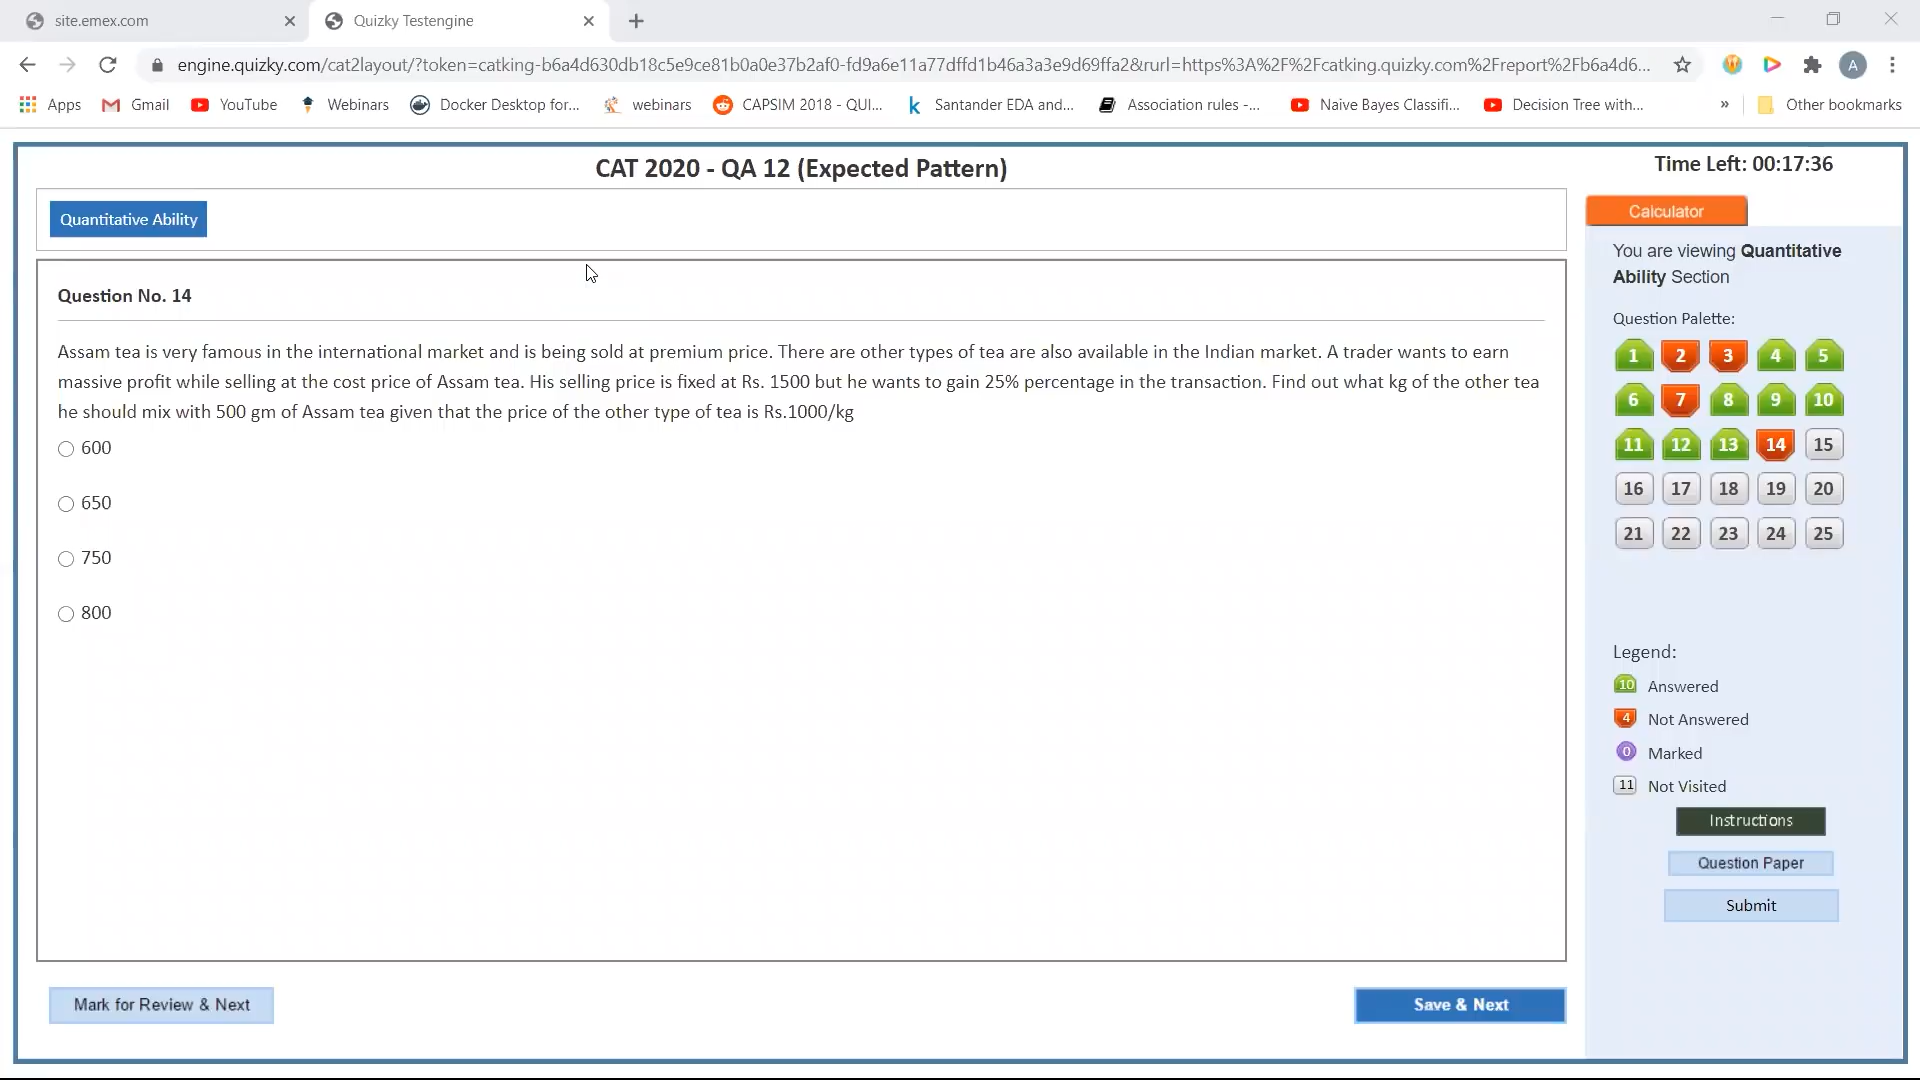 site.emex.com
Quizky Testengine
engine.quizky.com/cat2layout/?token=catking-b6a4d630db18c5e9ce81b0a0e37b2af0-fd9a6e11a77dffd1b46a3a3e9d69ffa2&rurl=https%3A%2F%2Fcatking.quizky.com%2Freport%2Fb6a4d6...
A
Apps
Gmail
YouTube
Webinars
Docker Desktop for...
webinars
CAPSIM 2018 - QUI...
k Santander EDA and...
Association rules -...
Naive Bayes Classifi...
Decision Tree with...
»
Other bookmarks
CAT 2020 - QA 12 (Expected Pattern)
Time Left: 00:17:36
Quantitative Ability
Calculator
You are viewing Quantitative
Ability Section
Question No. 14
Question Palette:
Assam tea is very famous in the international market and is being sold at premium price. There are other types of tea are also available in the Indian market. A trader wants to earn
massive profit while selling at the cost price of Assam tea. His selling price is fixed at Rs. 1500 but he wants to gain 25% percentage in the transaction. Find out what kg of the other tea
he should mix with 500 gm of Assam tea given that the price of the other type of tea is Rs.1000/kg
600
650
750
800
1 2 3 4 5
6 7 8 9 10
11 12 13 14 15
16 17 18 19 20
21 22 23 24 25
Legend:
10 Answered
4 Not Answered
0 Marked
11 Not Visited
Instructions
Question Paper
Submit
Mark for Review & Next
Save & Next